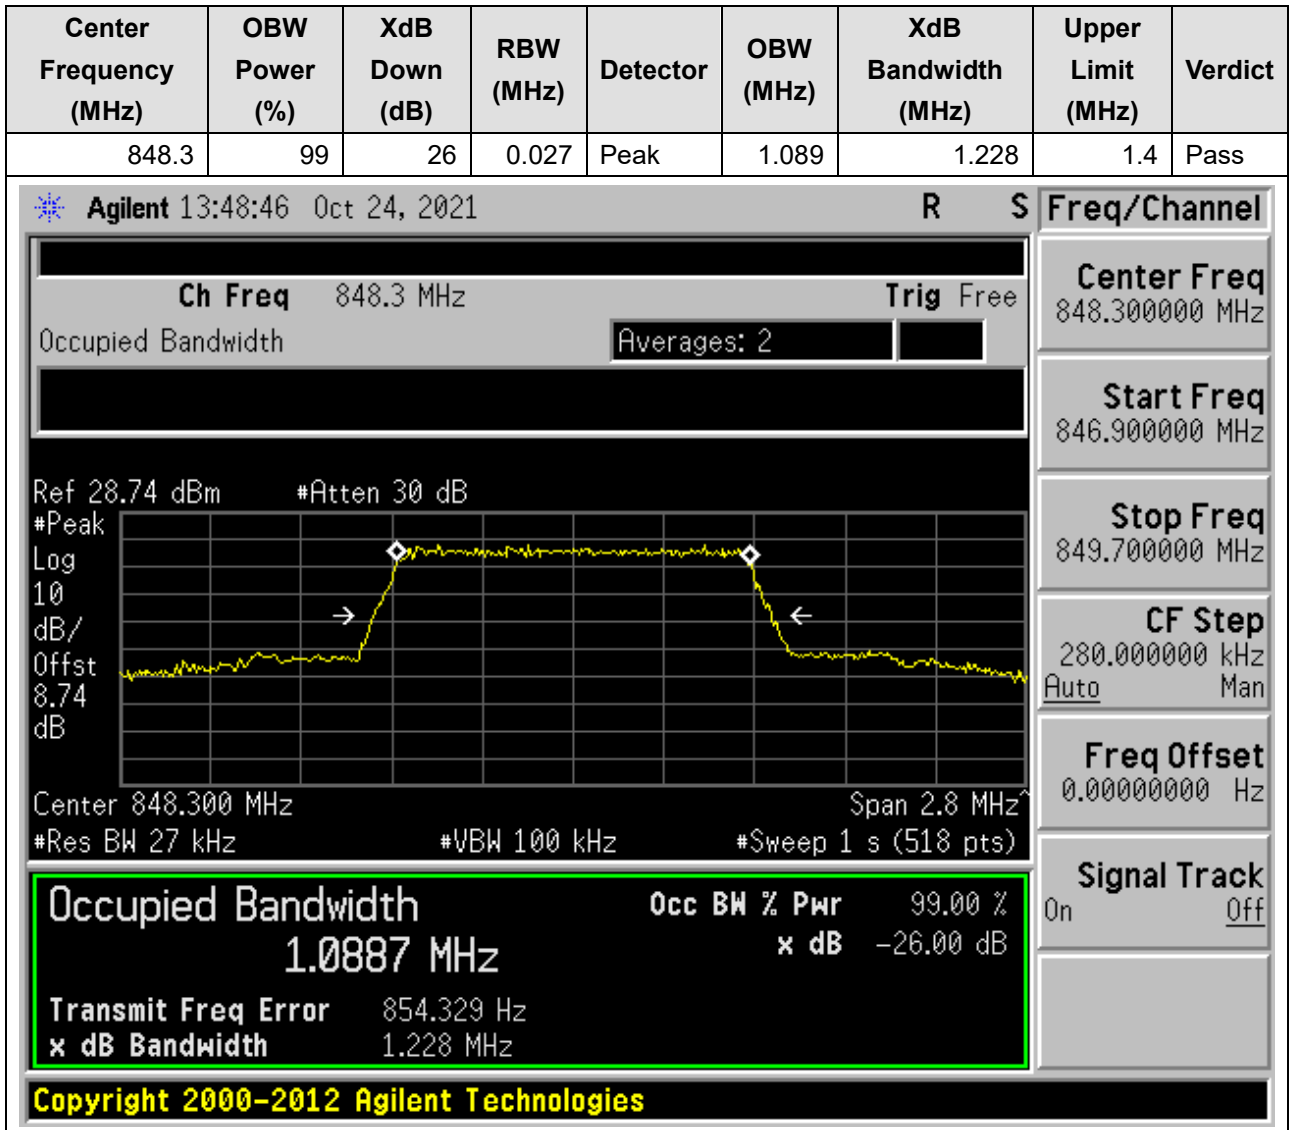 Center Frequency (MHz) OBW Power (%) XdB Down (dB) RBW (MHz) Detector OBW (MHz) XdB Bandwidth (MHz) Upper Limit (MHz) Verdict
848.3 99 26 0.027 Peak 1.089 1.228 1.4 Pass
Agilent 13:48:46 Oct 24, 2021 R S
Ch Freq 848.3 MHz Trig Free
Occupied Bandwidth Averages: 2
Ref 28.74 dBm #Atten 30 dB
#Peak
Log
10
dB/
Offst
8.74
dB
Center 848.300 MHz Span 2.8 MHz^
#Res BW 27 kHz #VBW 100 kHz #Sweep 1 s (518 pts)
Occupied Bandwidth Occ BW % Pwr 99.00 %
1.0887 MHz x dB -26.00 dB
Transmit Freq Error 854.329 Hz
x dB Bandwidth 1.228 MHz
Copyright 2000-2012 Agilent Technologies
Freq/Channel
Center Freq
848.300000 MHz
Start Freq
846.900000 MHz
Stop Freq
849.700000 MHz
CF Step
280.000000 kHz
Auto Man
Freq Offset
0.00000000 Hz
Signal Track
On Off